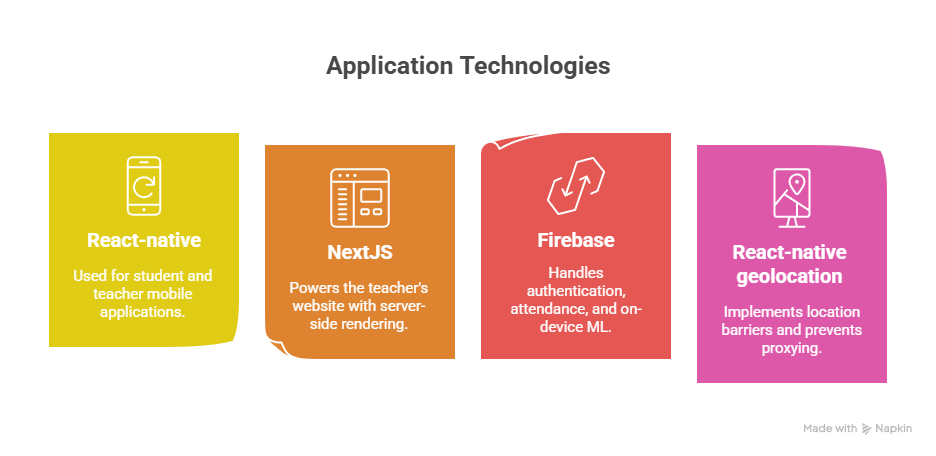 Application Technologies
React-native
Used for student and
teacher mobile
applications.
NextJS
Powers the teacher's
website with server-
side rendering.
Firebase
Handles
authentication,
attendance, and on-
device ML.
React-native
geolocation
Implements location
barriers and prevents
proxying.
Made with Napkin